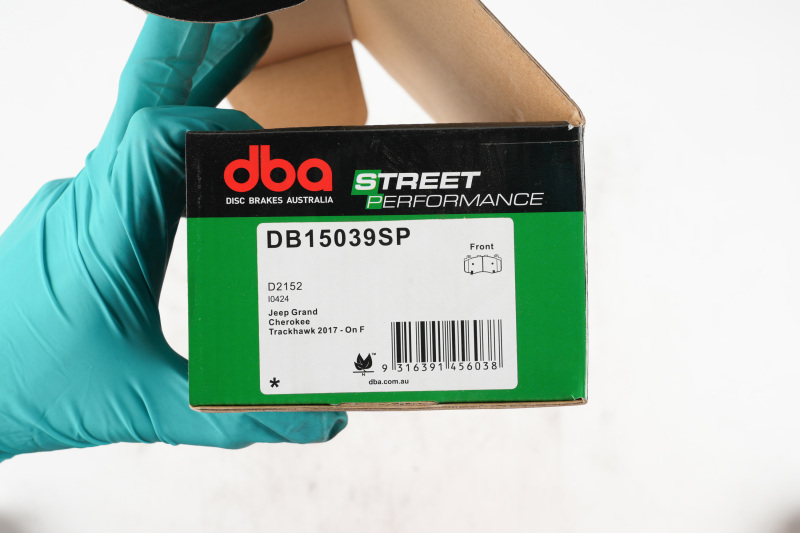 dba
DISC BRAKES AUSTRALIA
STREET
PERFORMANCE
DB15039SP
Front
D2152
I0424
Jeep Grand
Cherokee
Trackhawk 2017 - On F
™
N
9 316391 456038
*
dba.com.au